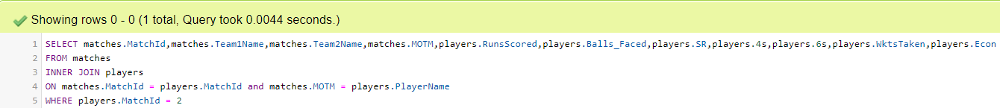 Showing rows 0 - 0 (1 total, Query took 0.0044 seconds.)
1 SELECT matches.MatchId,matches.Team1Name,matches.Team2Name,matches.MOTM,players.RunsScored,players.Balls_Faced,players.SR,players.4s,players.6s,players.WktsTaken,players.Econ
2 FROM matches
3 INNER JOIN players
4 ON matches.MatchId = players.MatchId and matches.MOTM = players.PlayerName
5 WHERE players.MatchId = 2